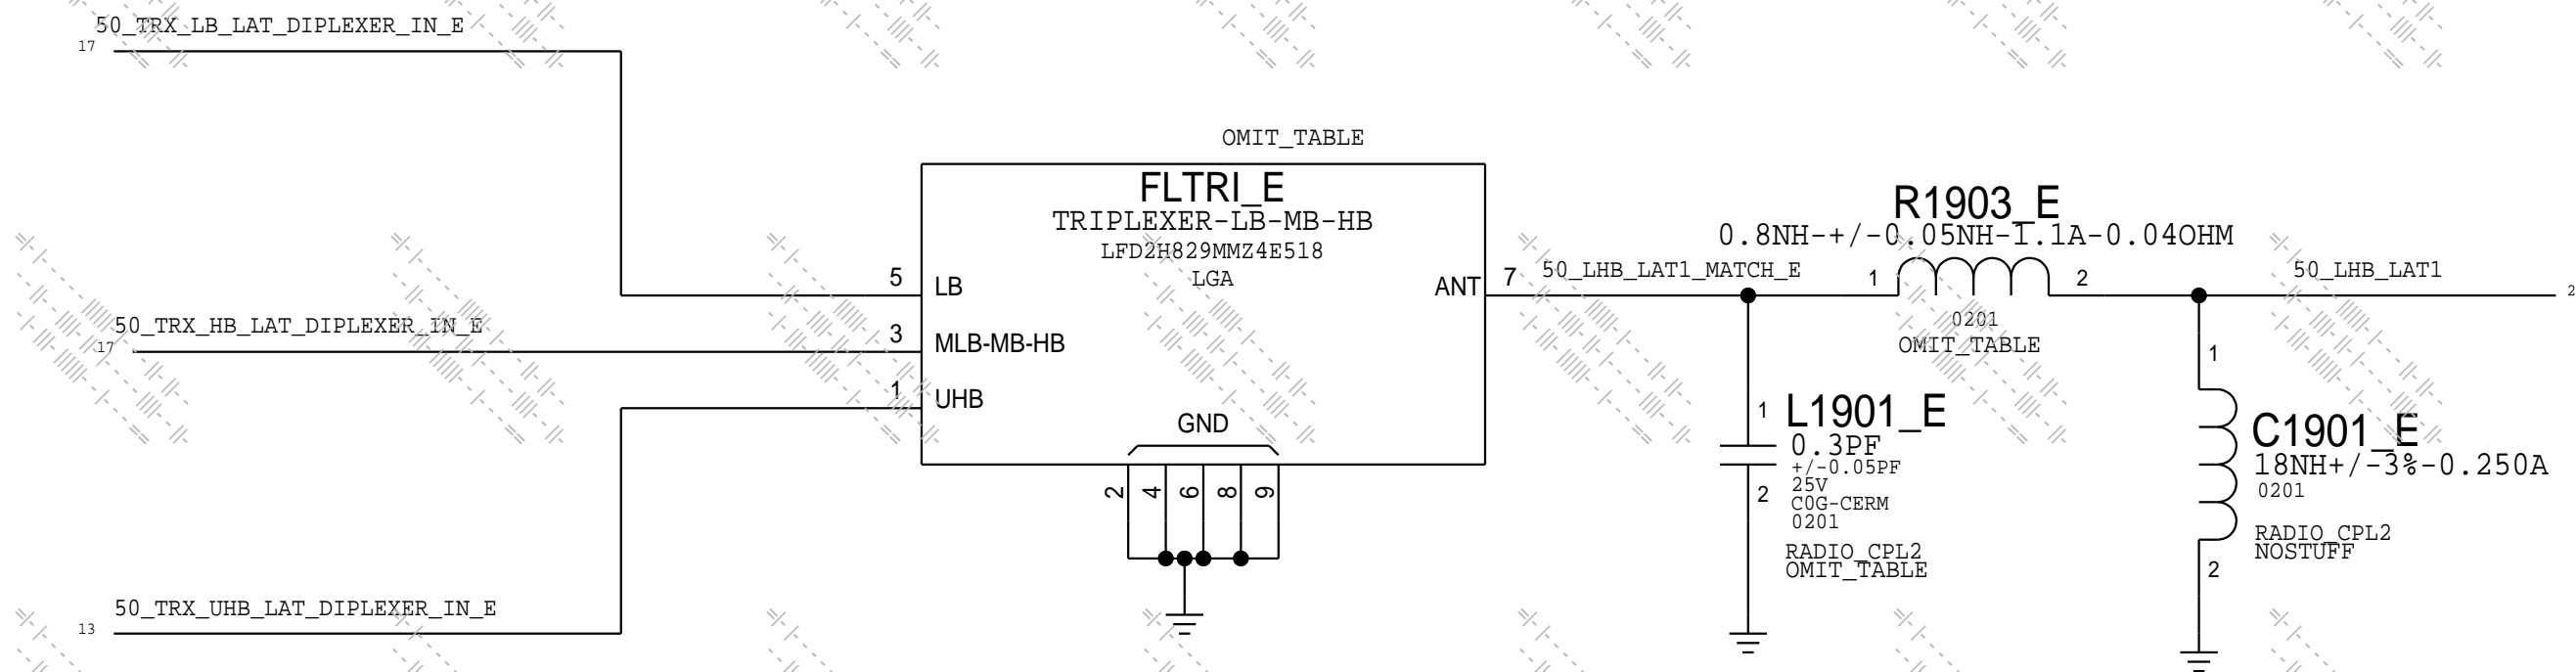 50_TRX_LB_LAT_DIPLEXER_IN_E
17
OMIT_TABLE
FLTRI_E
TRIPLEXER-LB-MB-HB
LFD2H829MMZ4E518
LGA
5
LB
50_TRX_HB_LAT_DIPLEXER_IN_E
17
3
MLB-MB-HB
1
UHB
GND
2
4
6
8
9
50_TRX_UHB_LAT_DIPLEXER_IN_E
13
ANT
7
50_LHB_LAT1_MATCH_E
R1903_E
0.8NH-+/-0.05NH-1.1A-0.04OHM
1
2
0201
OMIT_TABLE
50_LHB_LAT1
2
1
L1901_E
0.3PF
+/-0.05PF
2
25V
C0G-CERM
0201
RADIO_CPL2
OMIT_TABLE
1
C1901_E
18NH+/-3%-0.250A
0201
RADIO_CPL2
NOSTUFF
2